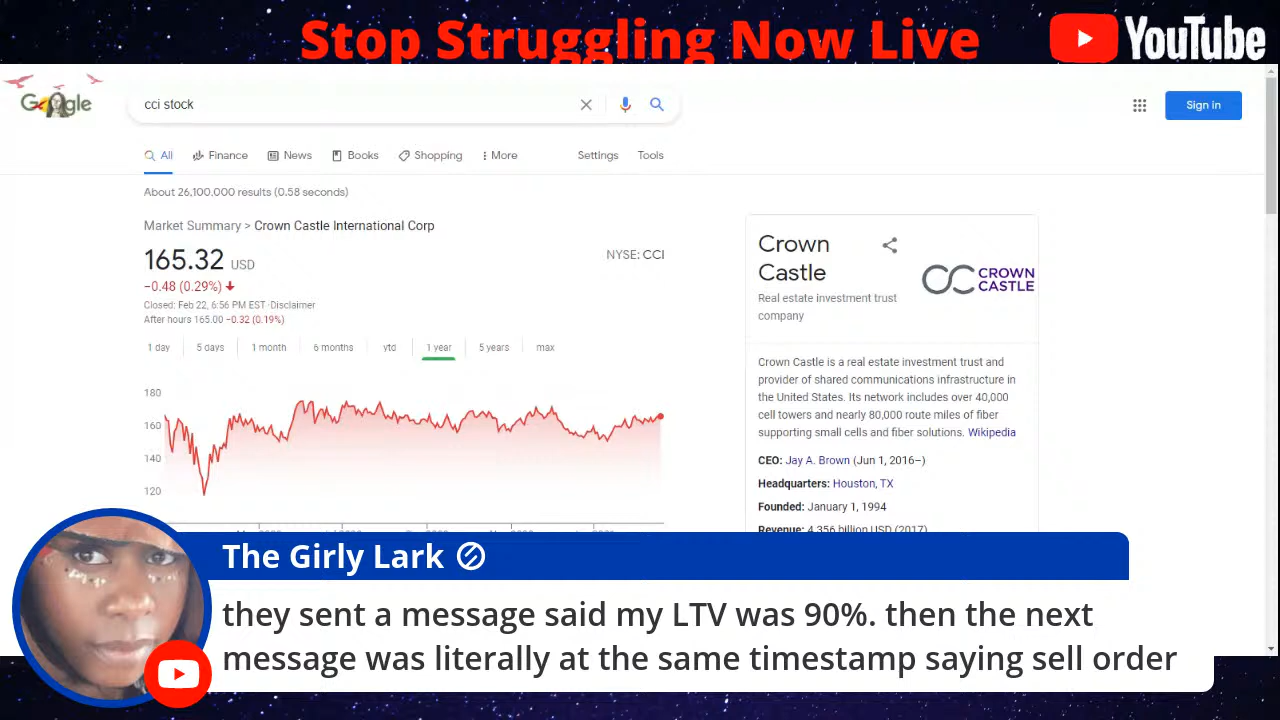 Stop Struggling Now Live
YouTube
Google
cci stock
Sign in
All Finance News Books Shopping More Settings Tools
About 26,100,000 results (0.58 seconds)
Market Summary > Crown Castle International Corp
165.32 USD
NYSE: CCI
−0.48 (0.29%)
Closed: Feb 22, 6:56 PM EST · Disclaimer
After hours 165.00 −0.32 (0.19%)
1 day 5 days 1 month 6 months ytd 1 year 5 years max
180
160
140
120
Crown
Castle
CROWN
CASTLE
Real estate investment trust
company
Crown Castle is a real estate investment trust and
provider of shared communications infrastructure in
the United States. Its network includes over 40,000
cell towers and nearly 80,000 route miles of fiber
supporting small cells and fiber solutions. Wikipedia
CEO: Jay A. Brown (Jun 1, 2016–)
Headquarters: Houston, TX
Founded: January 1, 1994
Revenue: 4.356 billion USD (2017)
The Girly Lark
they sent a message said my LTV was 90%. then the next
message was literally at the same timestamp saying sell order